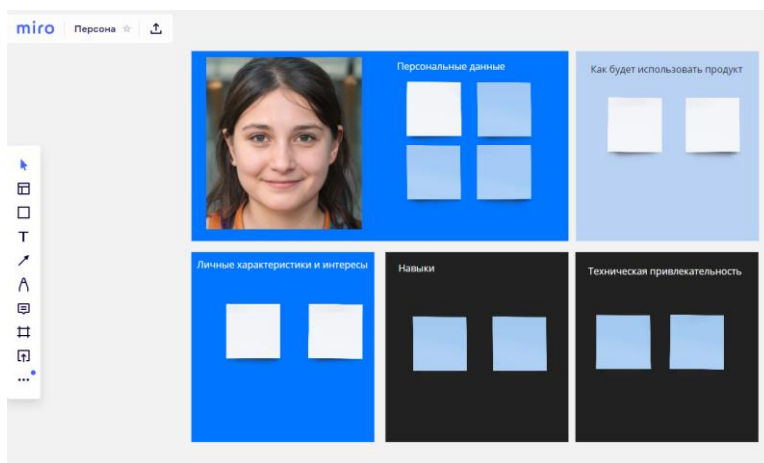 miro
Персона
Персональные данные
Как будет использовать продукт
Личные характеристики и интересы
Навыки
Техническая привлекательность